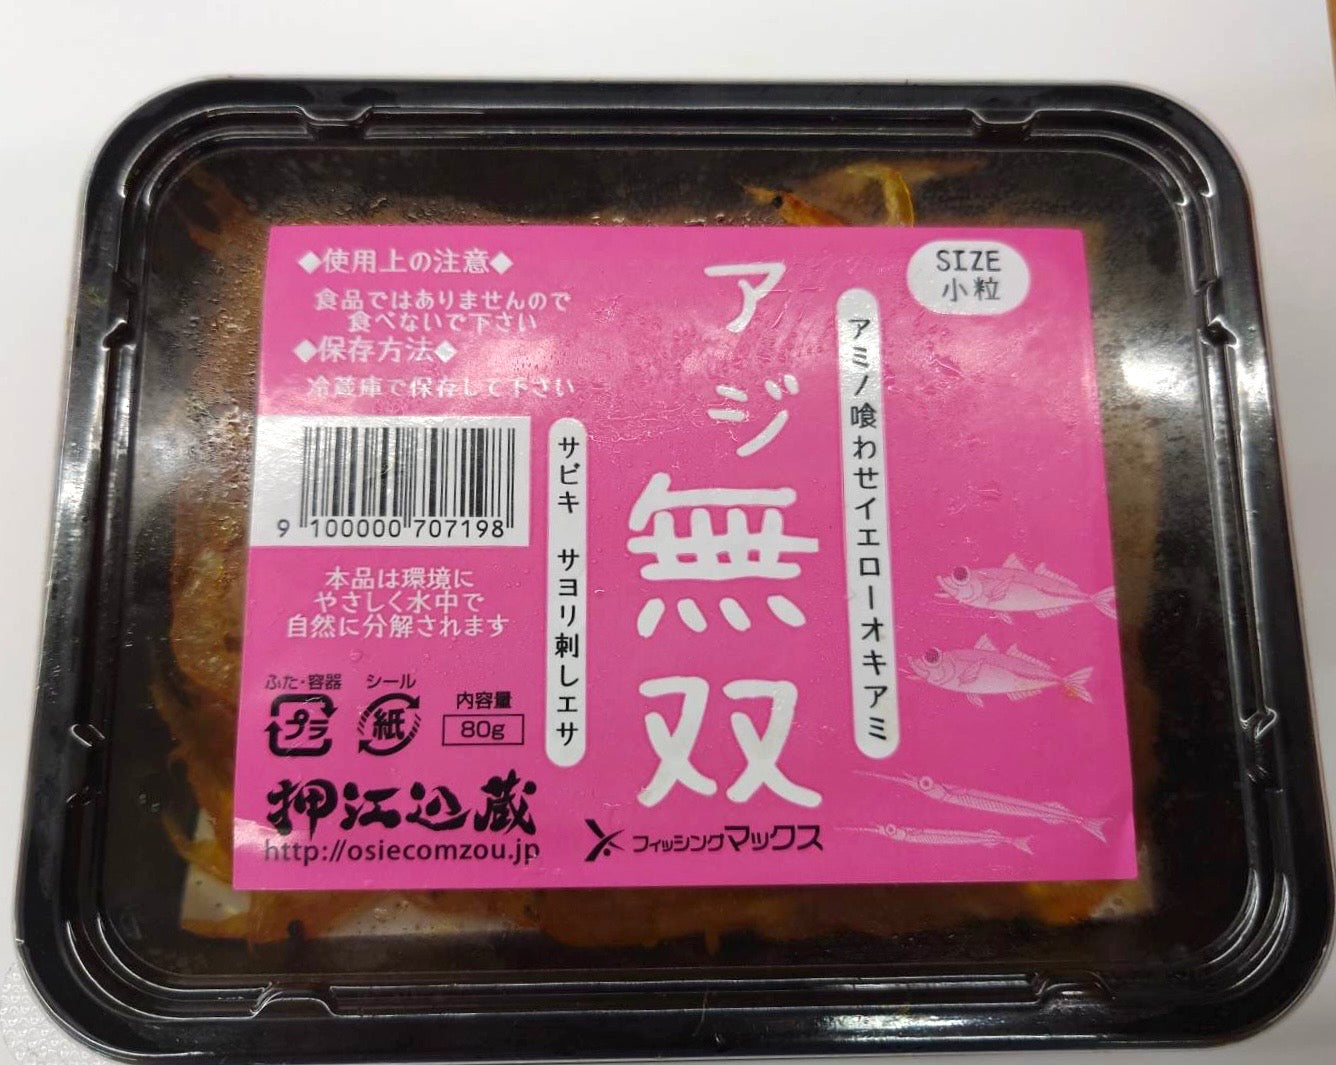 ◆使用上の注意◆
食品ではありませんので
食べないで下さい
◆保存方法◆
冷蔵庫で保存して下さい
9 100000 707198
本品は環境に
やさしく水中で
自然に分解されます
ふた・容器 シール
プラ 紙
内容量
80g
押江込蔵
http://osiecomzou.jp
サビキ サヨリ刺しエサ
アジ無双
フィッシングマックス
アミノ喰わせイエローオキアミ
SIZE
小粒